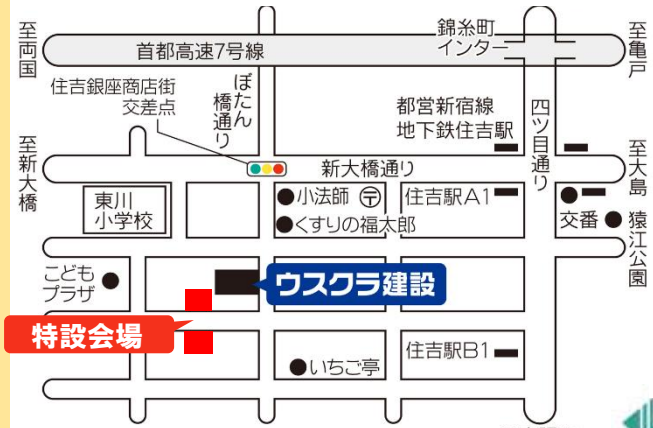 至両国
首都高速7号線
錦糸町
インター
至亀戸
住吉銀座商店街
交差点
ぼたん
橋通り
都営新宿線
地下鉄住吉駅
四ツ目通り
至新大橋
新大橋通り
至大島
東川
小学校
小法師
〒
住吉駅A1
くすりの福太郎
交番
猿江公園
こども
プラザ
ウスクラ建設
特設会場
いちご亭
住吉駅B1